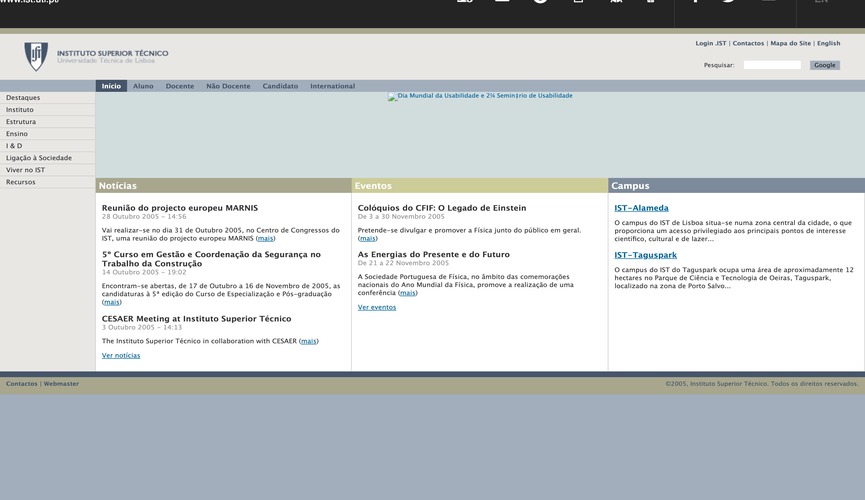 www.ist.utl.pt/
EN
INSTITUTO SUPERIOR TÉCNICO
Universidade Técnica de Lisboa
Login .IST | Contactos | Mapa do Site | English
Pesquisar:
Google
Início Aluno Docente Não Docente Candidato International
Destaques
Instituto
Estrutura
Ensino
I & D
Ligação à Sociedade
Viver no IST
Recursos
Notícias
Reunião do projecto europeu MARNIS
28 Outubro 2005 - 14:56
Vai realizar-se no dia 31 de Outubro 2005, no Centro de Congressos do
IST, uma reunião do projecto europeu MARNIS (mais)
5º Curso em Gestão e Coordenação da Segurança no
Trabalho da Construção
14 Outubro 2005 - 19:02
Encontram-se abertas, de 17 de Outubro a 16 de Novembro de 2005, as
candidaturas à 5ª edição do Curso de Especialização e Pós-graduação
(mais)
CESAER Meeting at Instituto Superior Técnico
3 Outubro 2005 - 14:13
The Instituto Superior Técnico in collaboration with CESAER (mais)
Ver notícias
Eventos
Colóquios do CFIF: O Legado de Einstein
De 3 a 30 Novembro 2005
Pretende-se divulgar e promover a Física junto do público em geral.
(mais)
As Energias do Presente e do Futuro
De 21 a 22 Novembro 2005
A Sociedade Portuguesa de Física, no âmbito das comemorações
nacionais do Ano Mundial da Física, promove a realização de uma
conferência (mais)
Ver eventos
Campus
IST-Alameda
O campus do IST de Lisboa situa-se numa zona central da cidade, o que
proporciona um acesso privilegiado aos principais pontos de interesse
científico, cultural e de lazer...
IST-Taguspark
O campus do IST do Taguspark ocupa uma área de aproximadamente 12
hectares no Parque de Ciência e Tecnologia de Oeiras, Taguspark,
localizado na zona de Porto Salvo...
Contactos | Webmaster
©2005, Instituto Superior Técnico. Todos os direitos reservados.